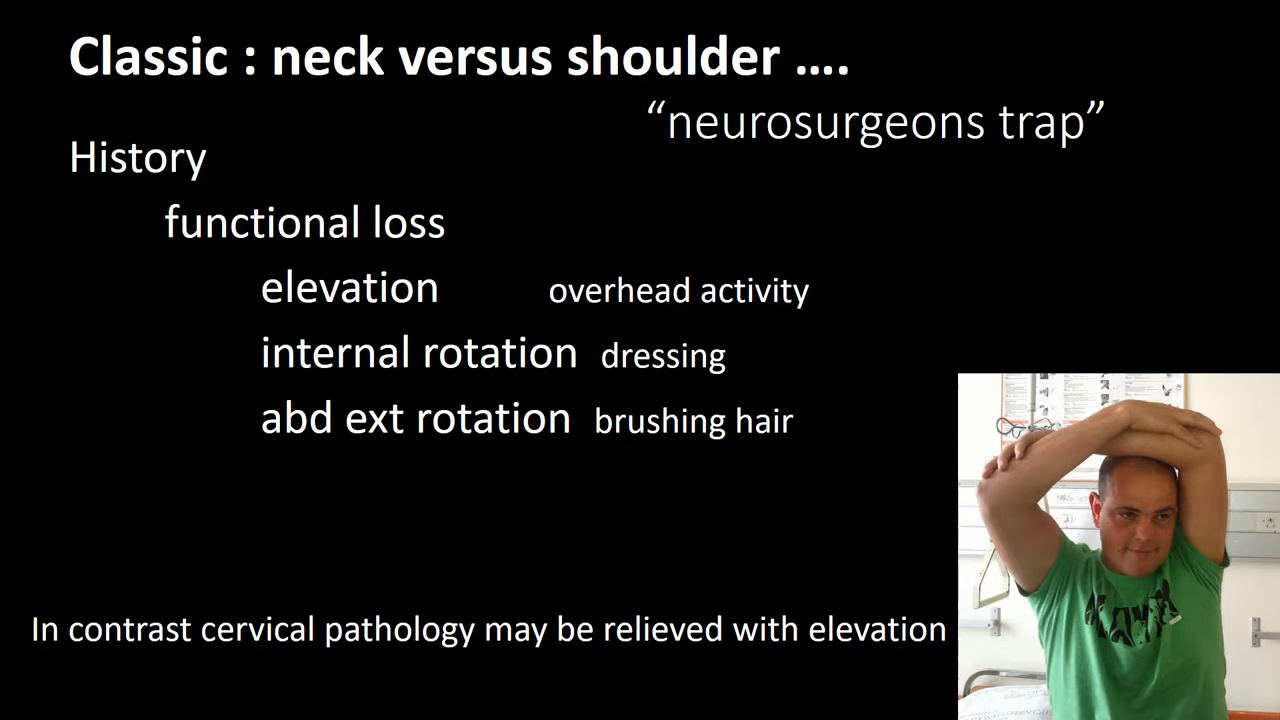 Classic : neck versus shoulder ....
“neurosurgeons trap”
History
functional loss
elevation overhead activity
internal rotation dressing
abd ext rotation brushing hair
In contrast cervical pathology may be relieved with elevation